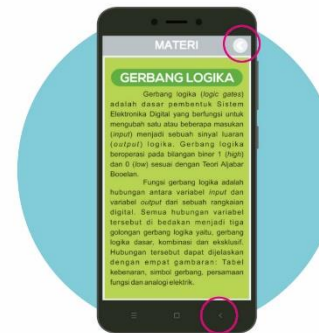 MATERI
GERBANG LOGIKA
Gerbang logika (logic gates)
adalah dasar pembentuk Sistem
Elektronika Digital yang berfungsi untuk
mengubah satu atau beberapa masukan
(input) menjadi sebuah sinyal luaran
(output) logika. Gerbang logika
beroperasi pada bilangan biner 1 (high)
dan 0 (low) sesuai dengan Teori Aljabar
Booelan.
Fungsi gerbang logika adalah
hubungan antara variabel input dan
variabel output dari sebuah rangkaian
digital. Semua hubungan variabel
tersebut di bedakan menjadi tiga
golongan gerbang logika yaitu, gerbang
logika dasar, kombinasi dan eksklusif.
Hubungan tersebut dapat dijelaskan
dengan empat gambaran: Tabel
kebenaran, simbol gerbang, persamaan
fungsi dan analogi elektrik.